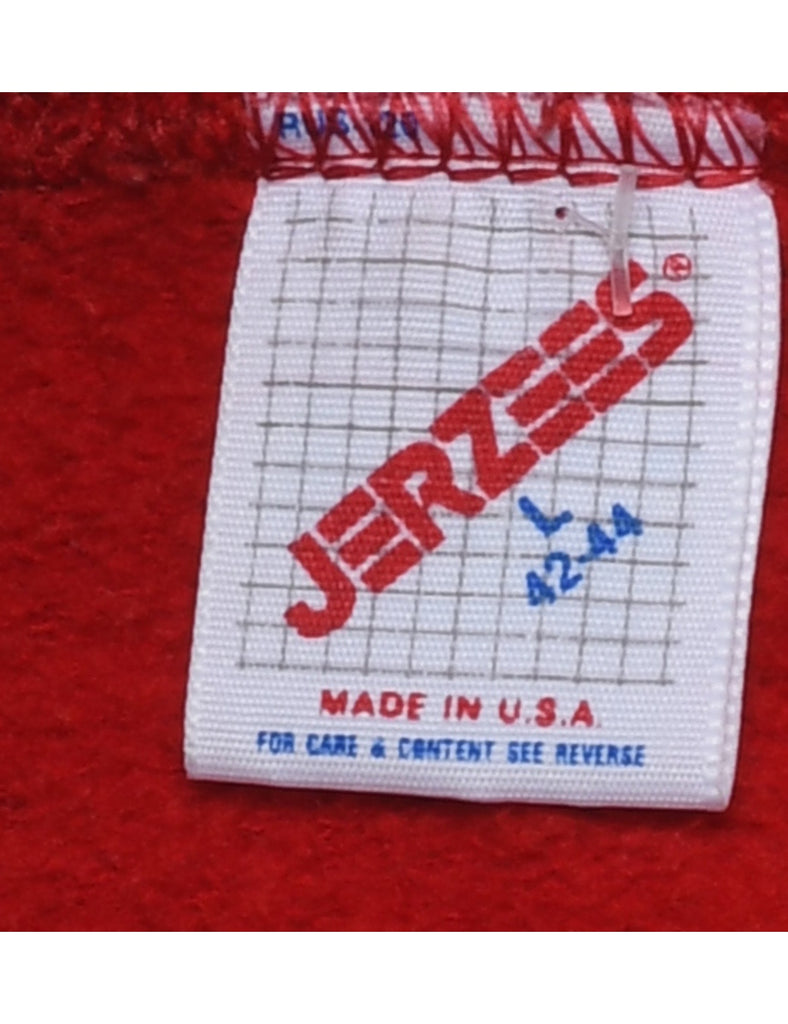 JERZEES®
L
42-44
MADE IN U.S.A.
FOR CARE & CONTENT SEE REVERSE